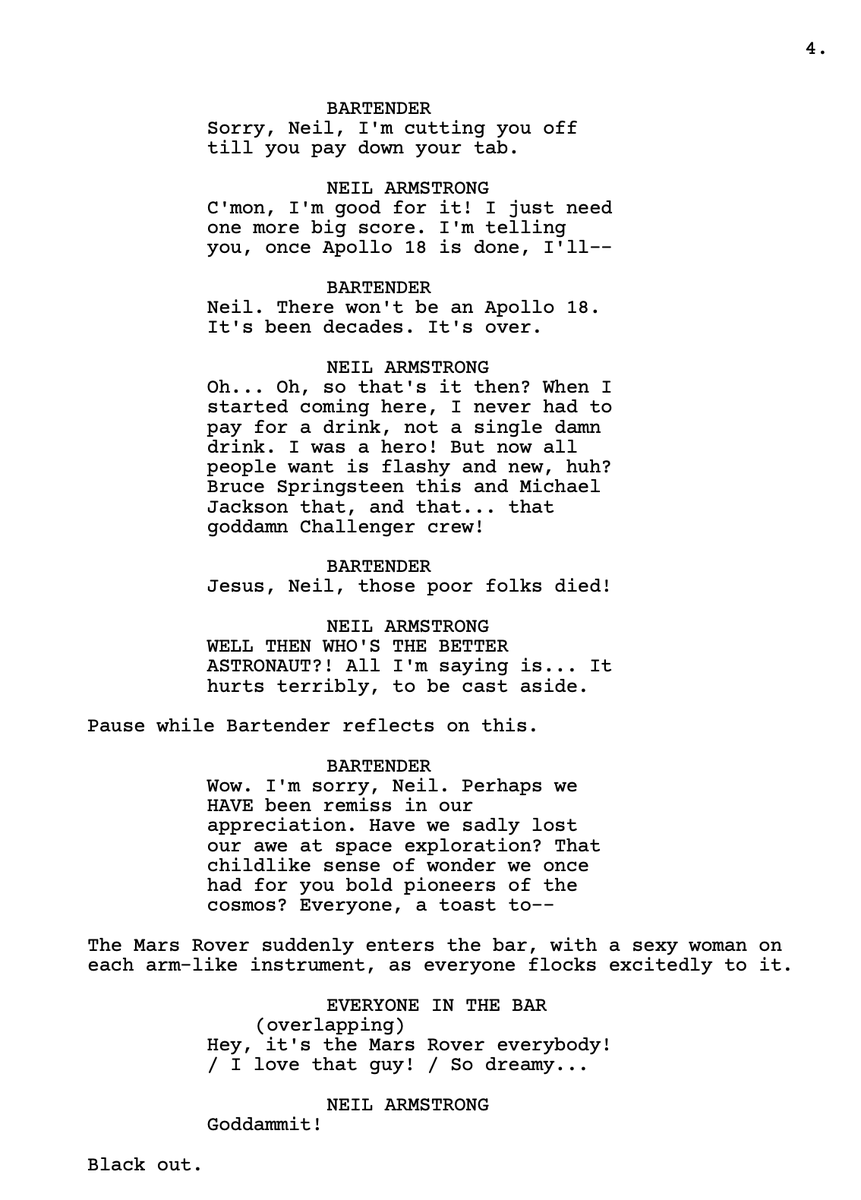 4.
BARTENDER
Sorry, Neil, I'm cutting you off
till you pay down your tab.
NEIL ARMSTRONG
C'mon, I'm good for it! I just need
one more big score. I'm telling
you, once Apollo 18 is done, I'll--
BARTENDER
Neil. There won't be an Apollo 18.
It's been decades. It's over.
NEIL ARMSTRONG
Oh... Oh, so that's it then? When I
started coming here, I never had to
pay for a drink, not a single damn
drink. I was a hero! But now all
people want is flashy and new, huh?
Bruce Springsteen this and Michael
Jackson that, and that... that
goddamn Challenger crew!
BARTENDER
Jesus, Neil, those poor folks died!
NEIL ARMSTRONG
WELL THEN WHO'S THE BETTER
ASTRONAUT?! All I'm saying is... It
hurts terribly, to be cast aside.
Pause while Bartender reflects on this.
BARTENDER
Wow. I'm sorry, Neil. Perhaps we
HAVE been remiss in our
appreciation. Have we sadly lost
our awe at space exploration? That
childlike sense of wonder we once
had for you bold pioneers of the
cosmos? Everyone, a toast to--
The Mars Rover suddenly enters the bar, with a sexy woman on
each arm-like instrument, as everyone flocks excitedly to it.
EVERYONE IN THE BAR
(overlapping)
Hey, it's the Mars Rover everybody!
/ I love that guy! / So dreamy...
NEIL ARMSTRONG
Goddammit!
Black out.